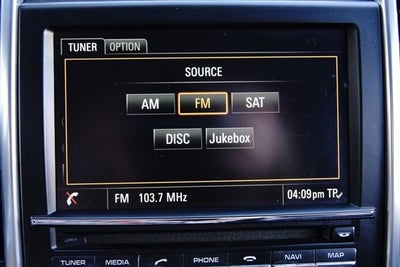 TUNER OPTION
SOURCE
AM FM SAT
DISC Jukebox
FM 103.7 MHz 04:09pm TP
TUNER MEDIA PHONE NAVI MAP